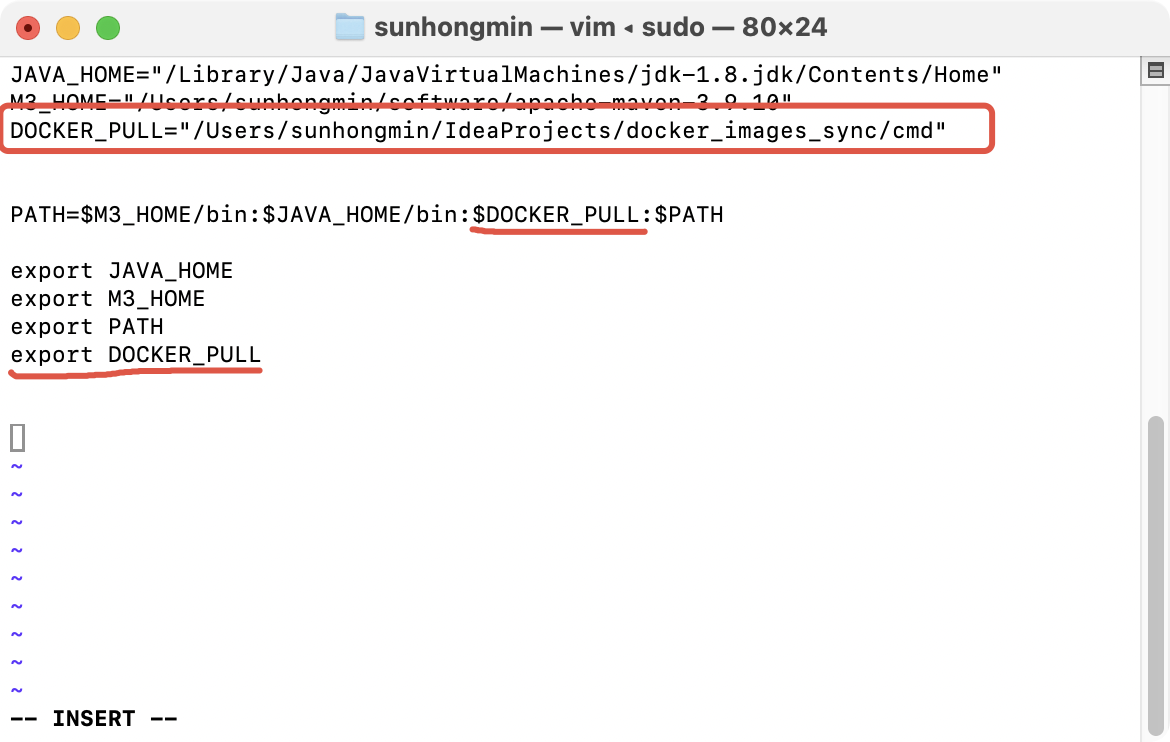 sunhongmin — vim ◂ sudo — 80×24
JAVA_HOME="/Library/Java/JavaVirtualMachines/jdk-1.8.jdk/Contents/Home"
M3_HOME="/Users/sunhongmin/software/apache-maven-3.9.10"
DOCKER_PULL="/Users/sunhongmin/IdeaProjects/docker_images_sync/cmd"
PATH=$M3_HOME/bin:$JAVA_HOME/bin:$DOCKER_PULL:$PATH
export JAVA_HOME
export M3_HOME
export PATH
export DOCKER_PULL
~
~
~
~
~
~
~
~
~
-- INSERT --